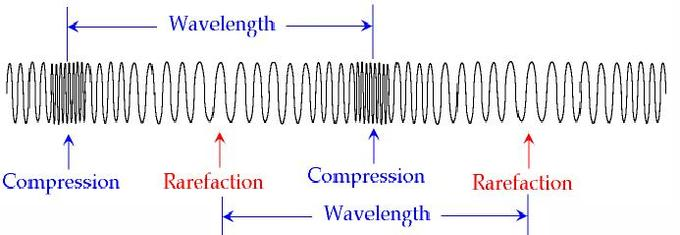 Wavelength
Compression
Rarefaction
Compression
Rarefaction
Wavelength